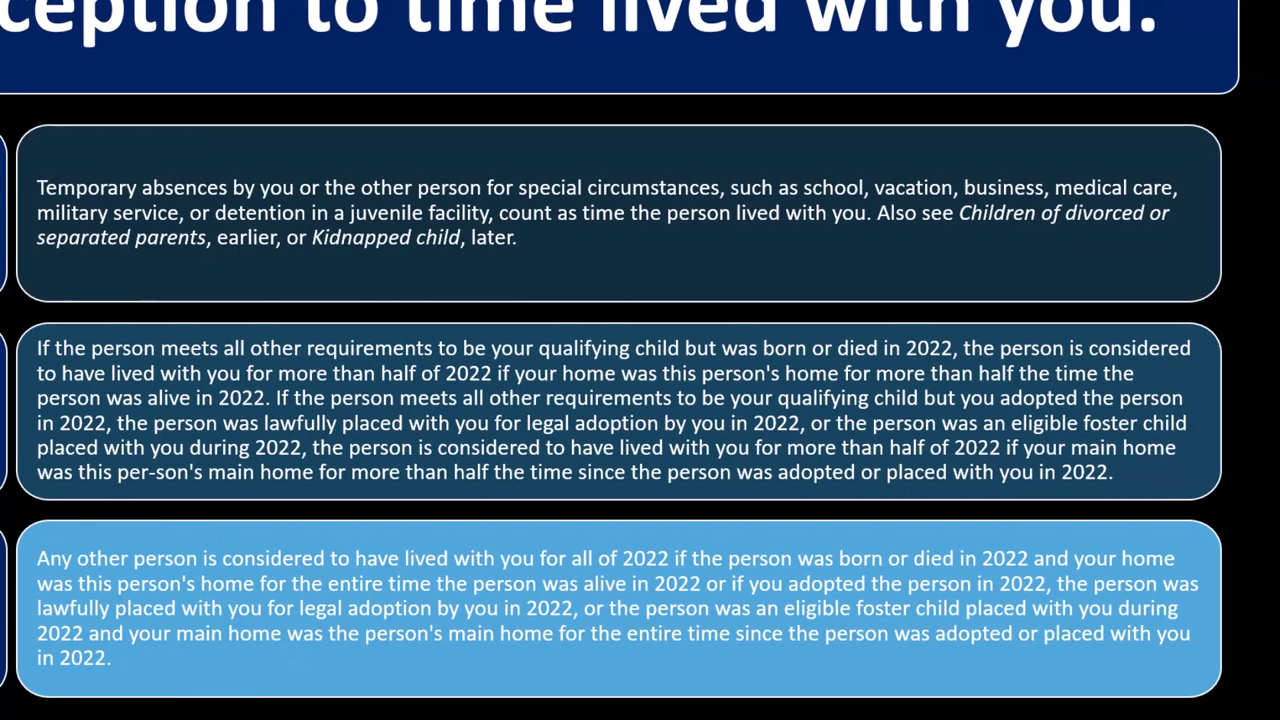 ception to time lived with you.
Temporary absences by you or the other person for special circumstances, such as school, vacation, business, medical care,
military service, or detention in a juvenile facility, count as time the person lived with you. Also see Children of divorced or
separated parents, earlier, or Kidnapped child, later.
If the person meets all other requirements to be your qualifying child but was born or died in 2022, the person is considered
to have lived with you for more than half of 2022 if your home was this person's home for more than half the time the
person was alive in 2022. If the person meets all other requirements to be your qualifying child but you adopted the person
in 2022, the person was lawfully placed with you for legal adoption by you in 2022, or the person was an eligible foster child
placed with you during 2022, the person is considered to have lived with you for more than half of 2022 if your main home
was this per-son's main home for more than half the time since the person was adopted or placed with you in 2022.
Any other person is considered to have lived with you for all of 2022 if the person was born or died in 2022 and your home
was this person's home for the entire time the person was alive in 2022 or if you adopted the person in 2022, the person was
lawfully placed with you for legal adoption by you in 2022, or the person was an eligible foster child placed with you during
2022 and your main home was the person's main home for the entire time since the person was adopted or placed with you
in 2022.